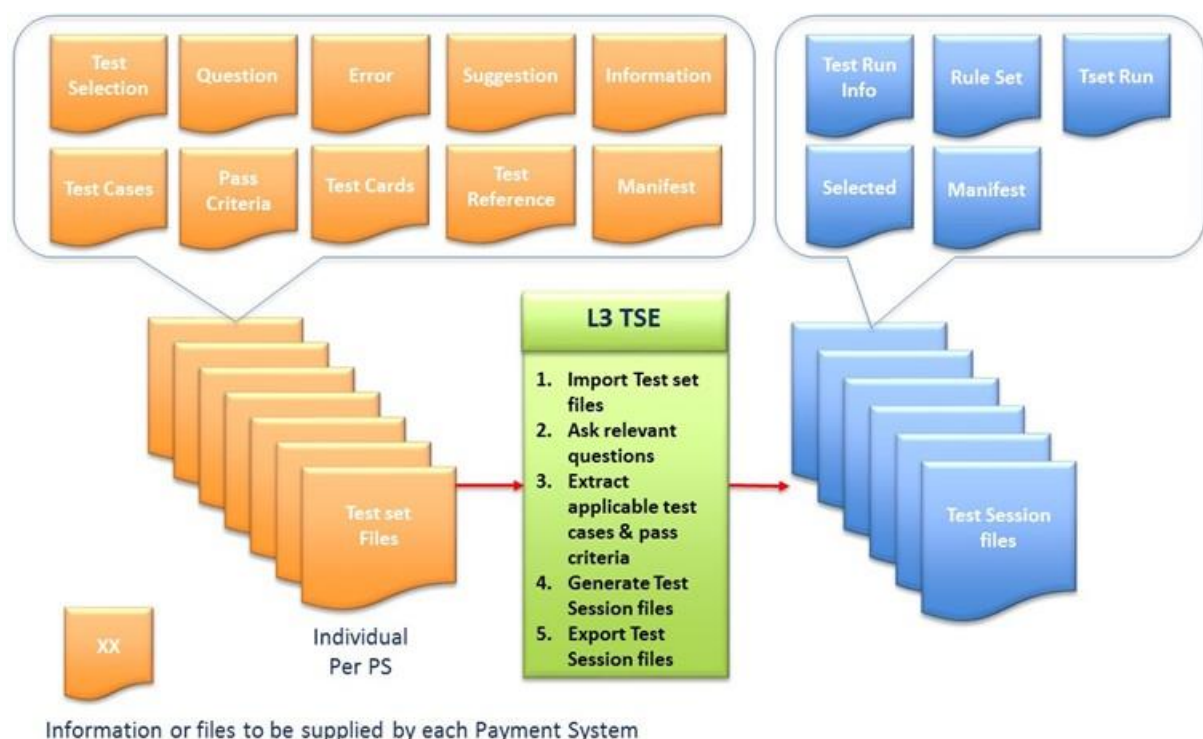 Test
Selection
Question
Error
Suggestion
Information
Test Cases
Pass
Criteria
Test Cards
Test
Reference
Manifest
Test Run
Info
Rule Set
Tset Run
Selected
Manifest
Test set
Files
Individual
Per PS
L3 TSE
1. Import Test set
files
2. Ask relevant
questions
3. Extract
applicable test
cases & pass
criteria
4. Generate Test
Session files
5. Export Test
Session files
Test Session
files
XX
Information or files to be supplied by each Payment System